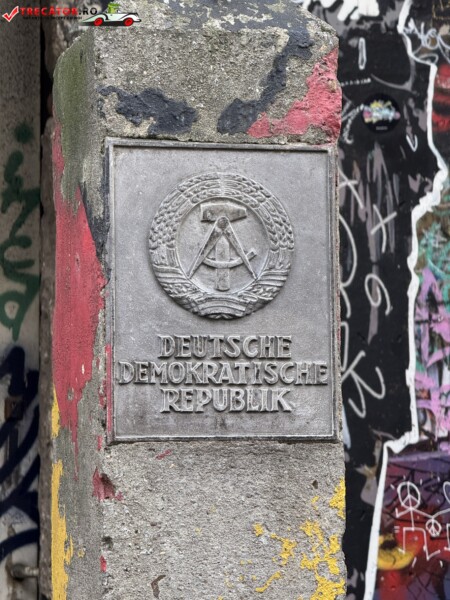 TRECATOR.RO
DEUTSCHE
DEMOKRATISCHE
REPUBLIK